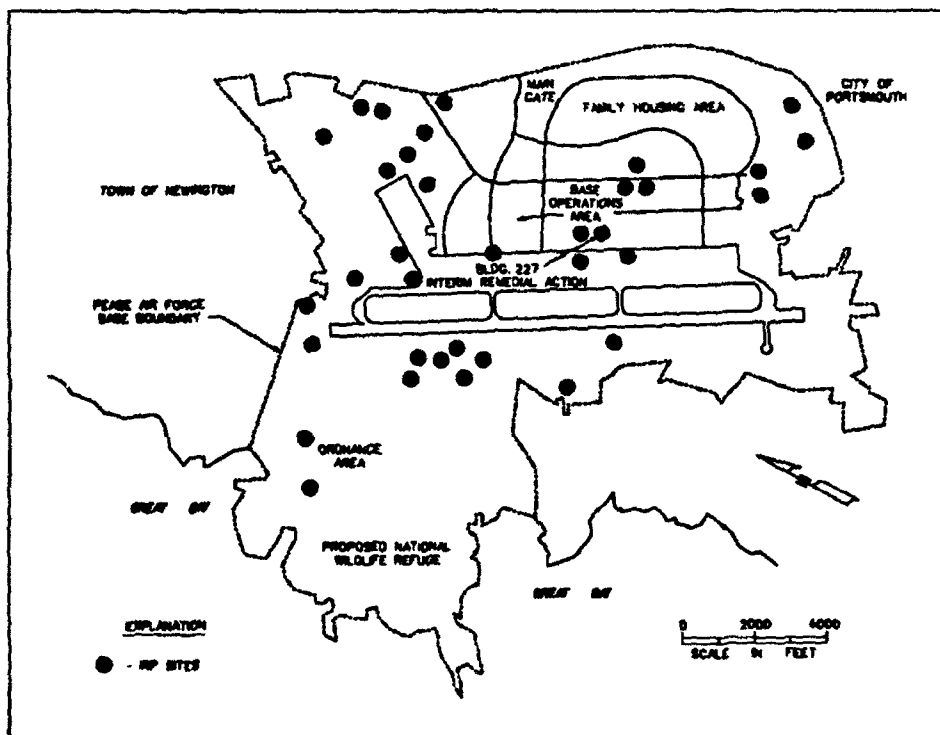 MAIN
GATE
CITY OF
PORTSMOUTH
FAMILY HOUSING AREA
TOWN OF NEWINGTON
BASE
OPERATIONS
AREA
BLDG. 227
INTERIM REMEDIAL ACTION
PEASE AIR FORCE
BASE BOUNDARY
ORDNANCE
AREA
GREAT BAY
PROPOSED NATIONAL
WILDLIFE REFUGE
GREAT BAY
EXPLANATION
- IRP SITES
0 2000 4000
SCALE IN FEET